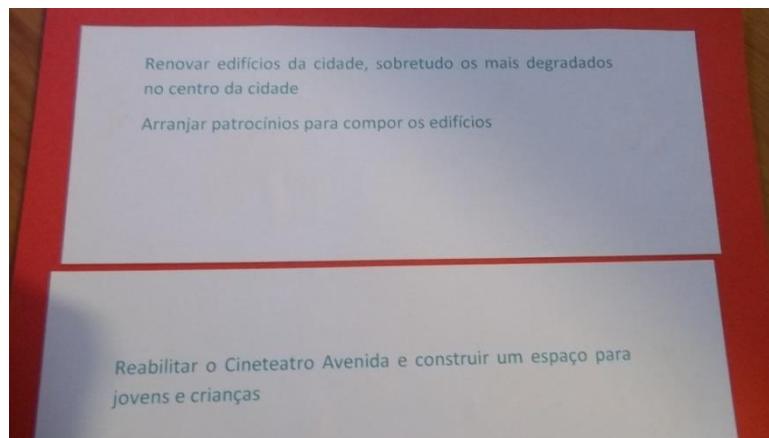 Renovar edifícios da cidade, sobretudo os mais degradados
no centro da cidade
Arranjar patrocínios para compor os edifícios
Reabilitar o Cineteatro Avenida e construir um espaço para
jovens e crianças